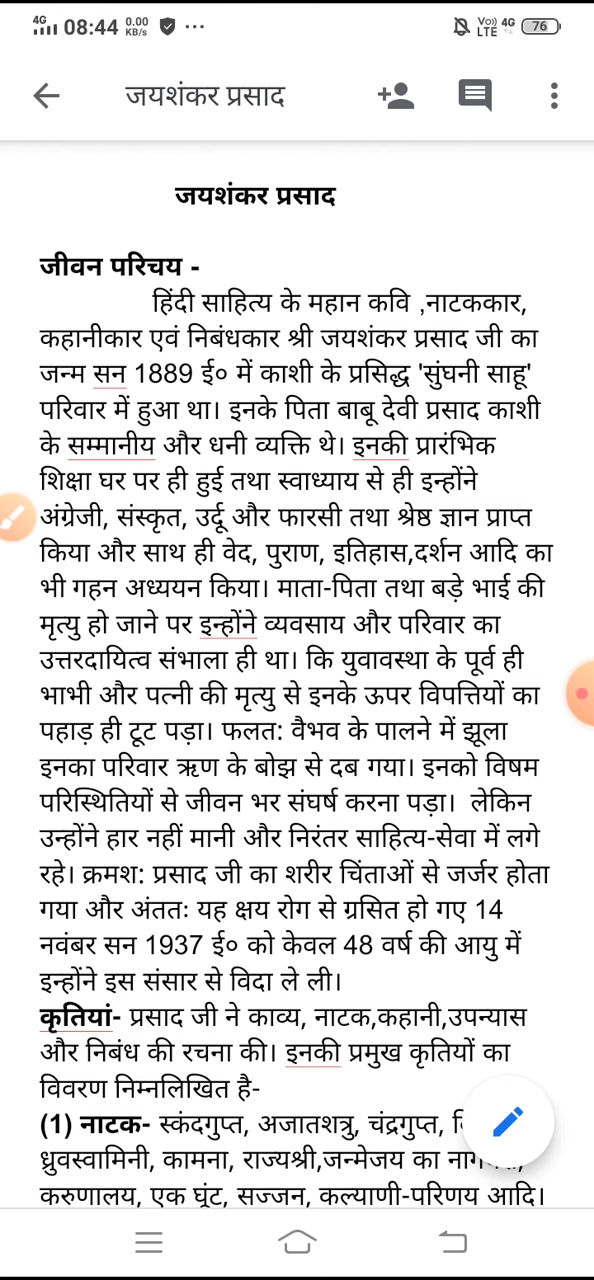 4G 08:44 0.00 KB/s ... Vo)) LTE 4G 76
जयशंकर प्रसाद
जयशंकर प्रसाद
जीवन परिचय -
हिंदी साहित्य के महान कवि ,नाटककार,
कहानीकार एवं निबंधकार श्री जयशंकर प्रसाद जी का
जन्म सन 1889 ई० में काशी के प्रसिद्ध 'सुंघनी साहू'
परिवार में हुआ था। इनके पिता बाबू देवी प्रसाद काशी
के सम्मानीय और धनी व्यक्ति थे। इनकी प्रारंभिक
शिक्षा घर पर ही हुई तथा स्वाध्याय से ही इन्होंने
अंग्रेजी, संस्कृत, उर्दू और फारसी तथा श्रेष्ठ ज्ञान प्राप्त
किया और साथ ही वेद, पुराण, इतिहास,दर्शन आदि का
भी गहन अध्ययन किया। माता-पिता तथा बड़े भाई की
मृत्यु हो जाने पर इन्होंने व्यवसाय और परिवार का
उत्तरदायित्व संभाला ही था। कि युवावस्था के पूर्व ही
भाभी और पत्नी की मृत्यु से इनके ऊपर विपत्तियों का
पहाड़ ही टूट पड़ा। फलत: वैभव के पालने में झूला
इनका परिवार ऋण के बोझ से दब गया। इनको विषम
परिस्थितियों से जीवन भर संघर्ष करना पड़ा। लेकिन
उन्होंने हार नहीं मानी और निरंतर साहित्य-सेवा में लगे
रहे। क्रमश: प्रसाद जी का शरीर चिंताओं से जर्जर होता
गया और अंततः यह क्षय रोग से ग्रसित हो गए 14
नवंबर सन 1937 ई० को केवल 48 वर्ष की आयु में
इन्होंने इस संसार से विदा ले ली।
कृतियां- प्रसाद जी ने काव्य, नाटक,कहानी,उपन्यास
और निबंध की रचना की। इनकी प्रमुख कृतियों का
विवरण निम्नलिखित है-
(1) नाटक- स्कंदगुप्त, अजातशत्रु, चंद्रगुप्त,
ध्रुवस्वामिनी, कामना, राज्यश्री,जन्मेजय का
करुणालय, एक घूंट, सज्जन, कल्याणी-परिणय आदि।